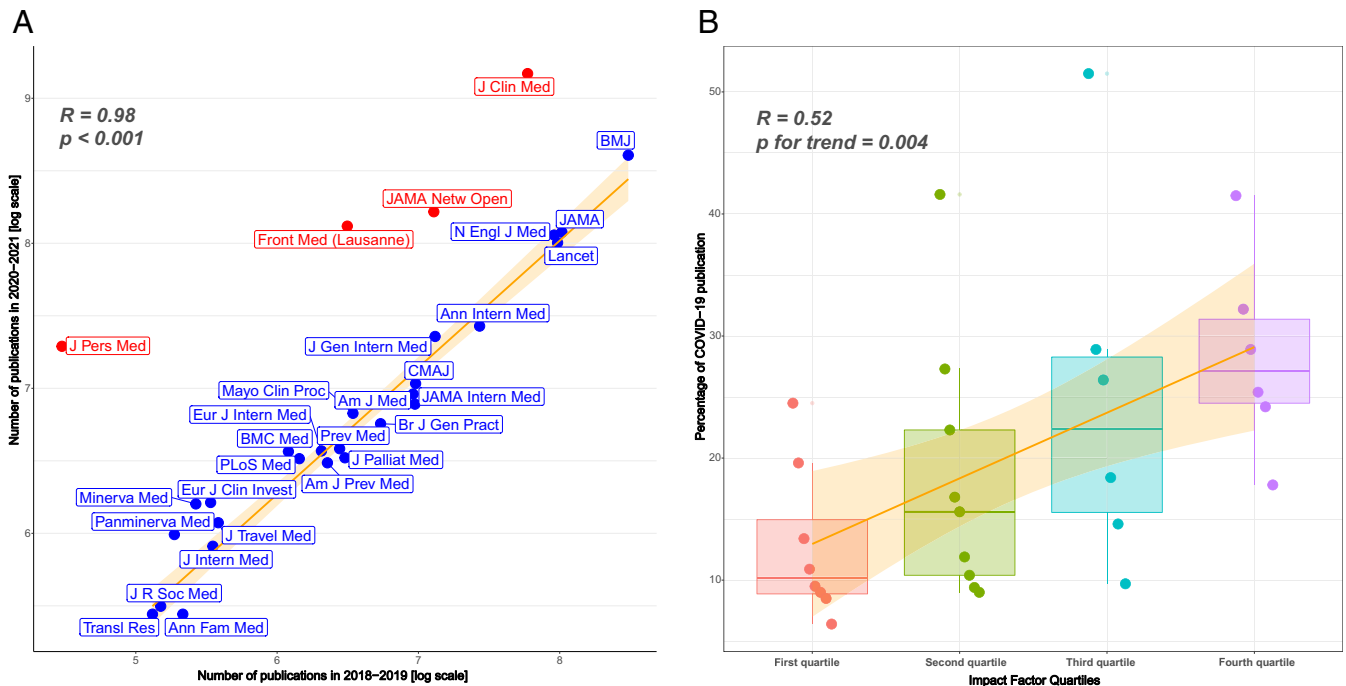 A
Number of publications in 2020−2021 [log scale]
9
8
7
6
R = 0.98
p < 0.001
J Clin Med
BMJ
JAMA Netw Open
JAMA
N Engl J Med
Front Med (Lausanne)
Lancet
Ann Intern Med
J Pers Med
J Gen Intern Med
CMAJ
Mayo Clin Proc
Am J Med
JAMA Intern Med
Eur J Intern Med
Br J Gen Pract
BMC Med
Prev Med
PLoS Med
J Palliat Med
Am J Prev Med
Eur J Clin Invest
Minerva Med
Panminerva Med
J Travel Med
J Intern Med
J R Soc Med
Transl Res
Ann Fam Med
5
6
7
8
Number of publications in 2018−2019 [log scale]
B
Percentage of COVID−19 publication
50
40
30
20
10
R = 0.52
p for trend = 0.004
First quartile
Second quartile
Third quartile
Fourth quartile
Impact Factor Quartiles